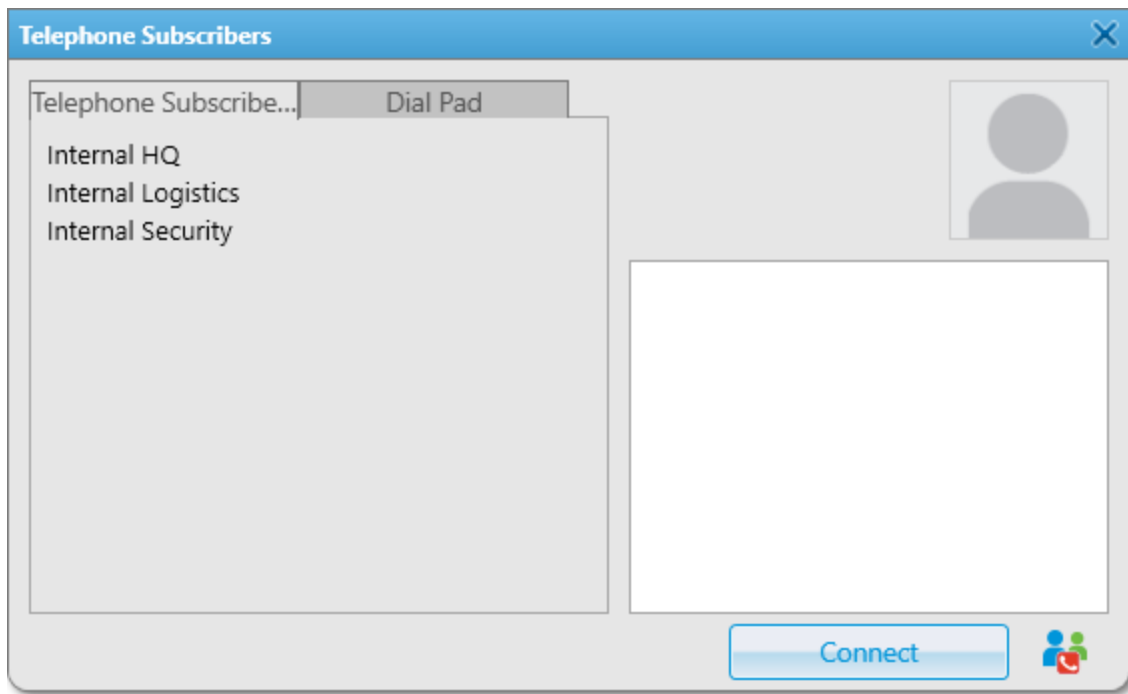 Telephone Subscribers
Telephone Subscribe...
Dial Pad
Internal HQ
Internal Logistics
Internal Security
Connect